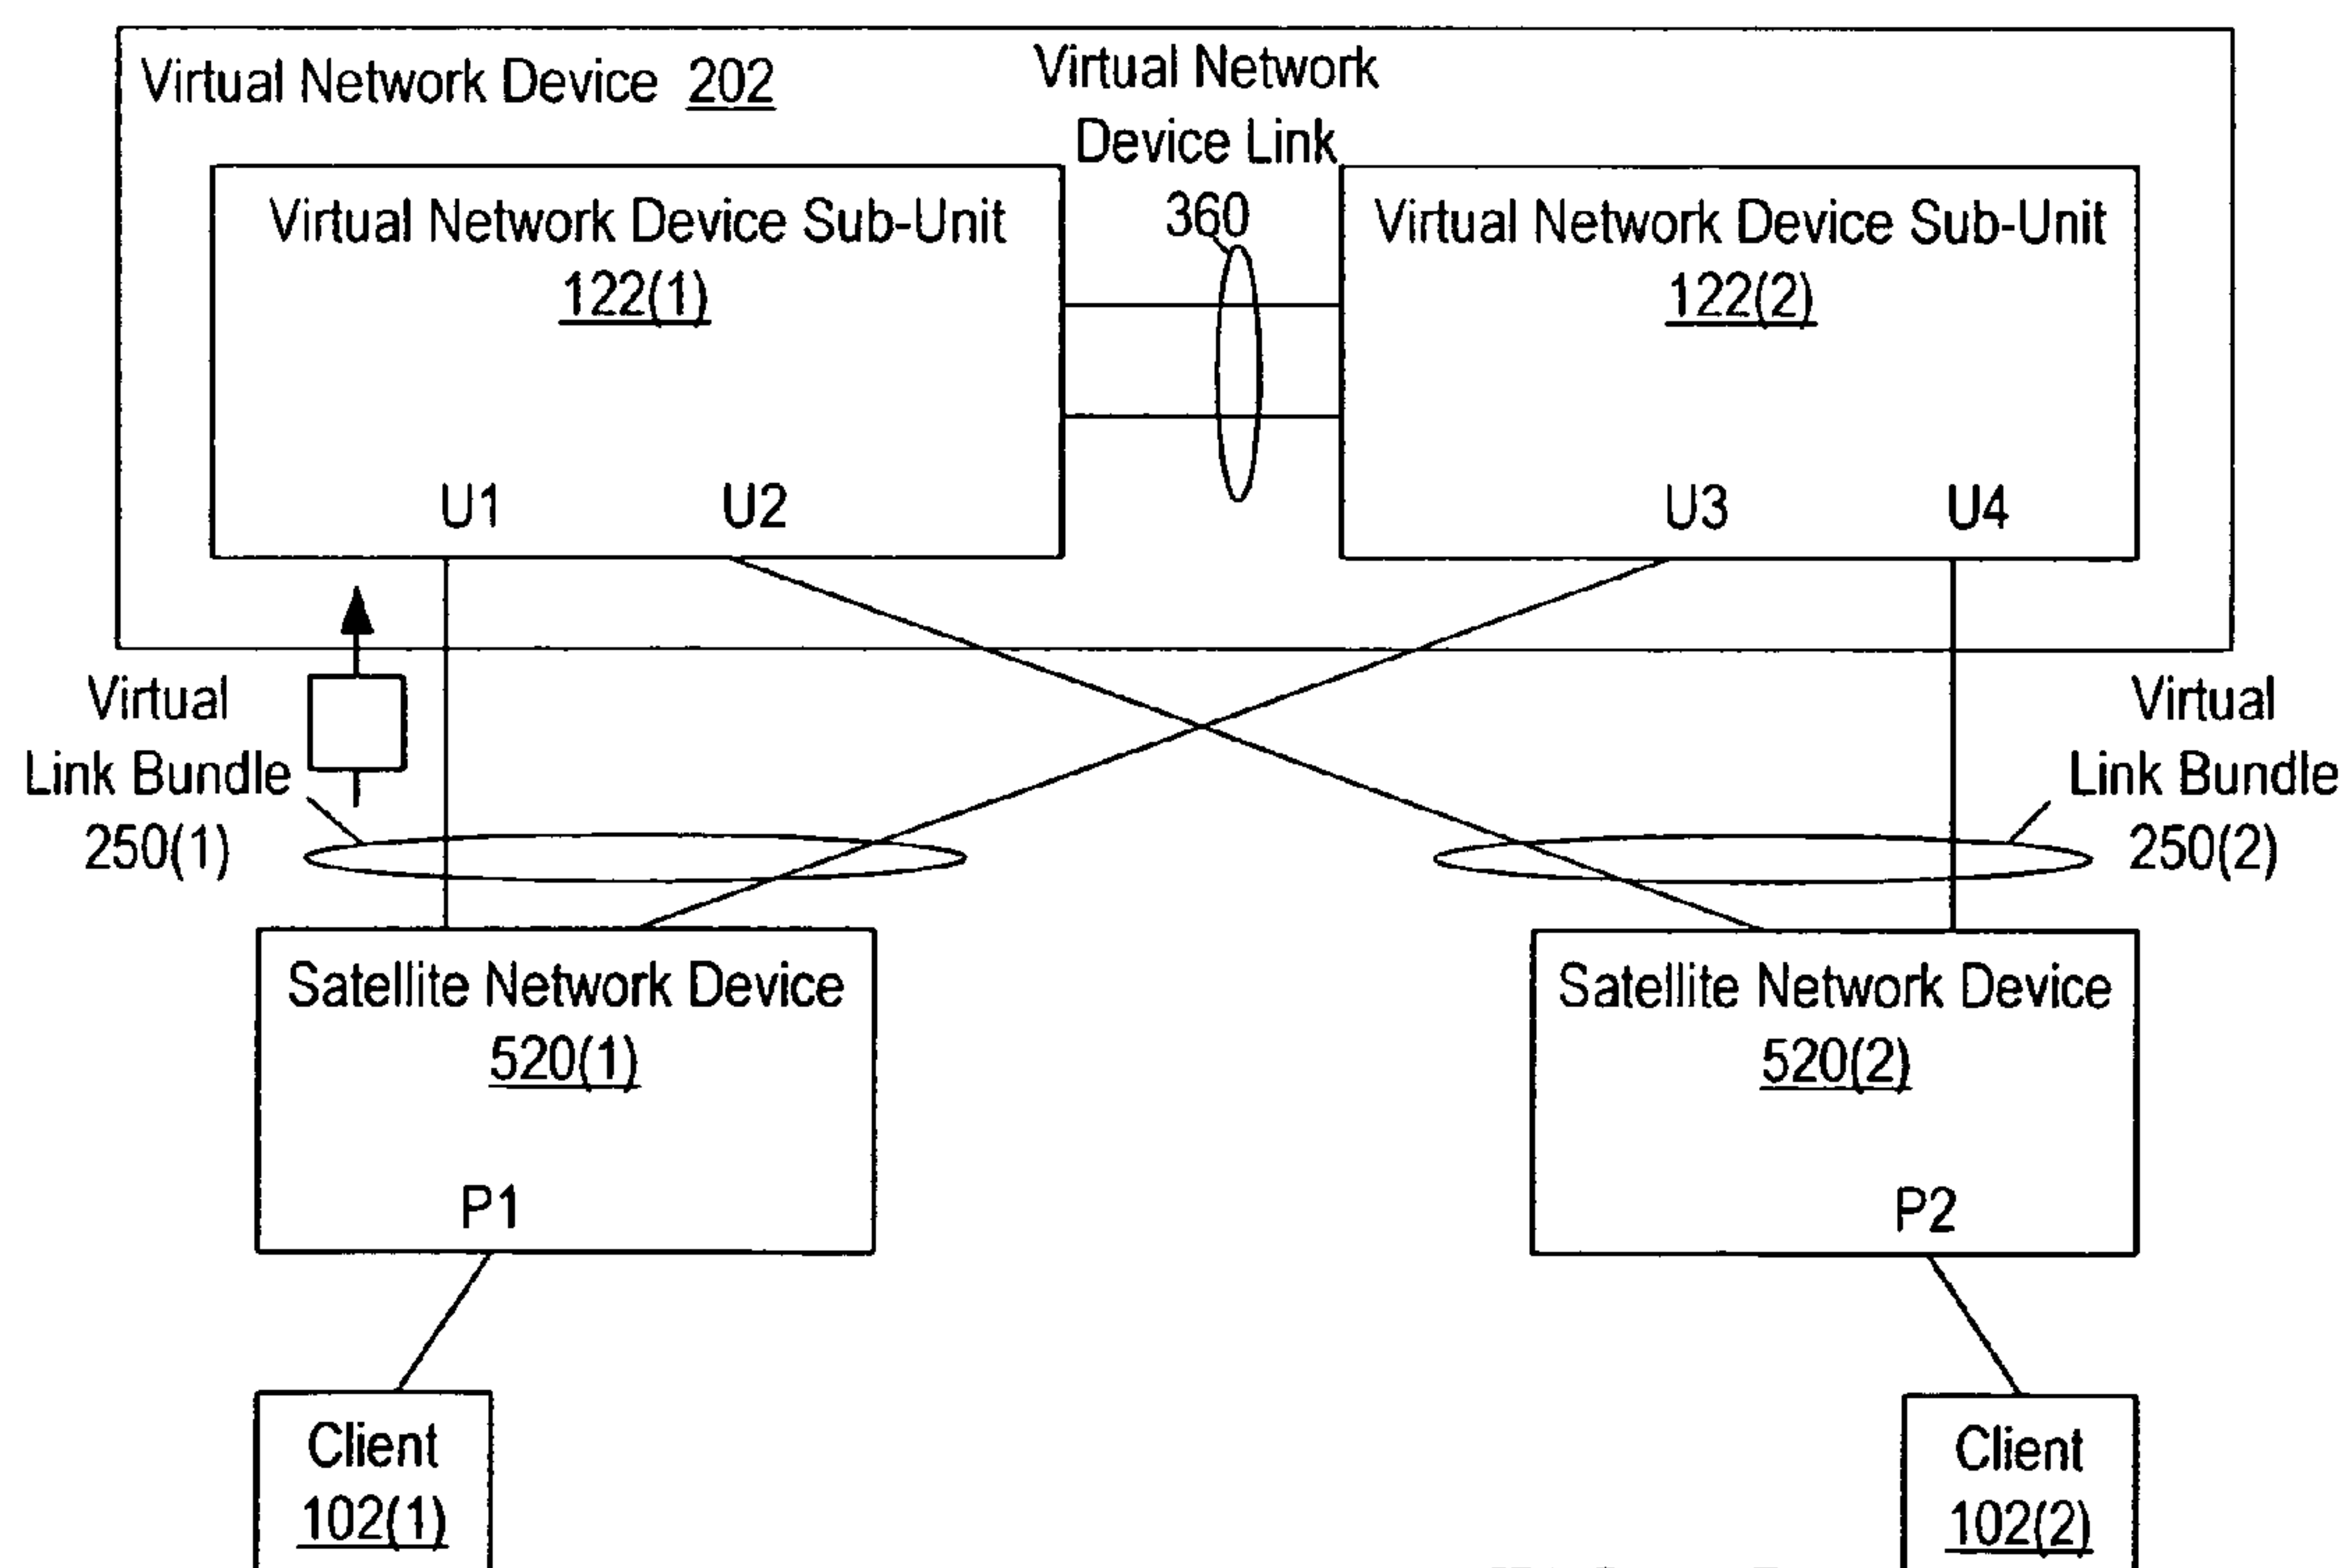 Virtual Network Device 202
Virtual Network
Device Link
360
Virtual Network Device Sub-Unit
122(1)
Virtual Network Device Sub-Unit
122(2)
U1
U2
U3
U4
Virtual
Link Bundle
250(1)
Virtual
Link Bundle
250(2)
Satellite Network Device
520(1)
Satellite Network Device
520(2)
P1
P2
Client
102(1)
Client
102(2)